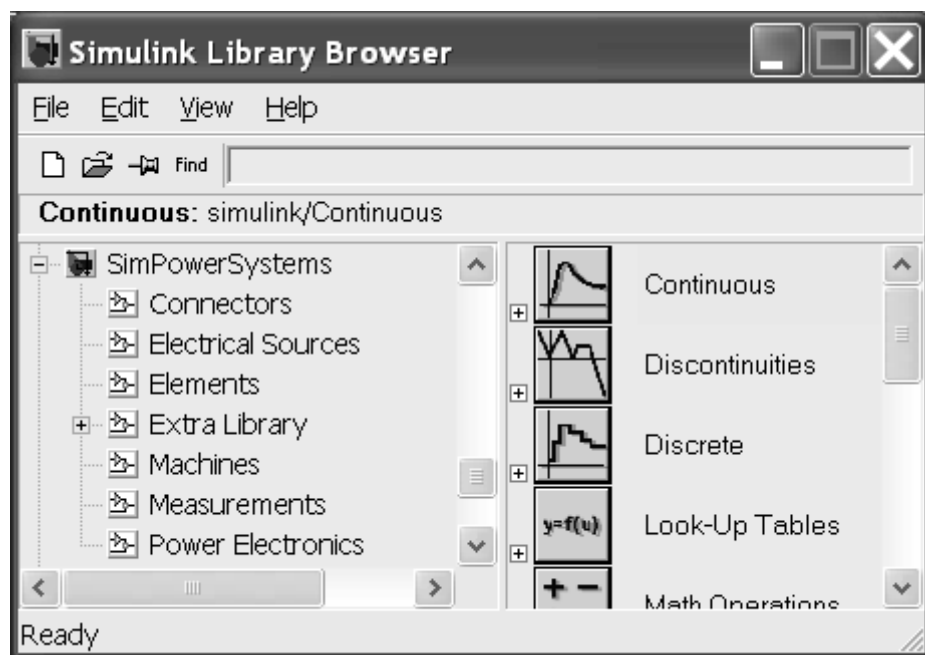 Simulink Library Browser
File Edit View Help
Find
Continuous: simulink/Continuous
SimPowerSystems
Connectors
Electrical Sources
Elements
Extra Library
Machines
Measurements
Power Electronics
Continuous
Discontinuities
Discrete
y=f(u)
Look-Up Tables
+ −
Math Operations
Ready